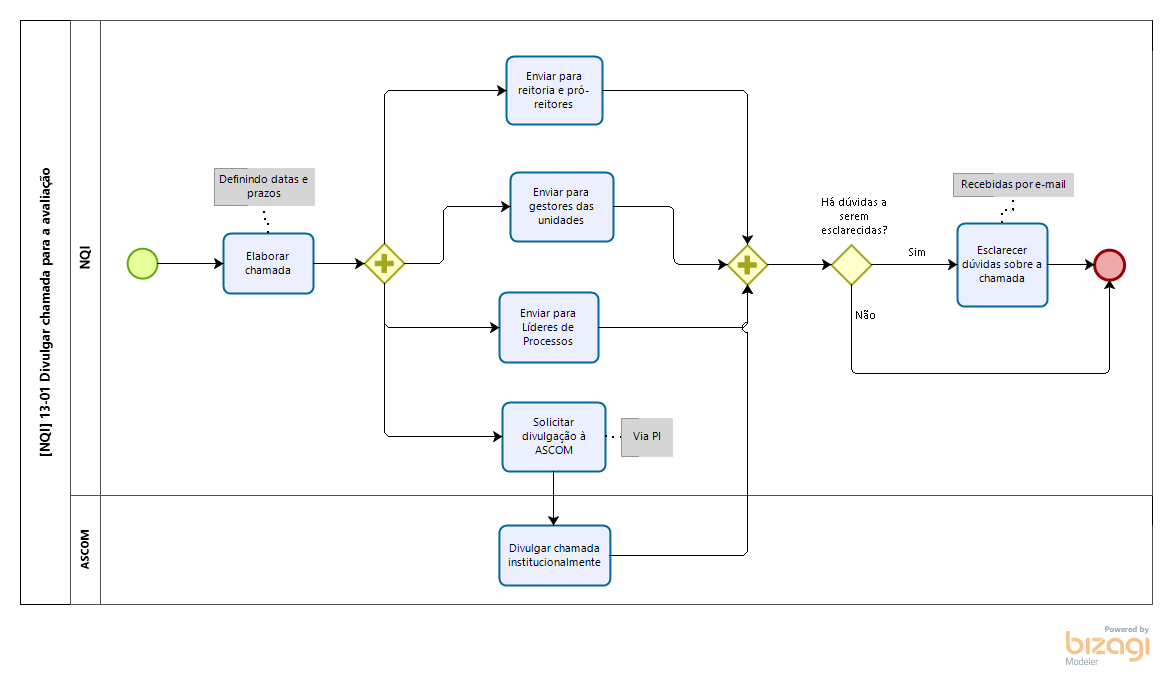 [NQI] 13-01 Divulgar chamada para a avaliação
NQI
Definindo datas e
prazos
Elaborar
chamada
Enviar para
reitoria e pró-
reitores
Enviar para
gestores das
unidades
Enviar para
Líderes de
Processos
Solicitar
divulgação à
ASCOM
Via PI
Há dúvidas a
serem
esclarecidas?
Sim
Não
Recebidas por e-mail
Esclarecer
dúvidas sobre a
chamada
ASCOM
Divulgar chamada
institucionalmente
Powered by
bizagi
Modeler